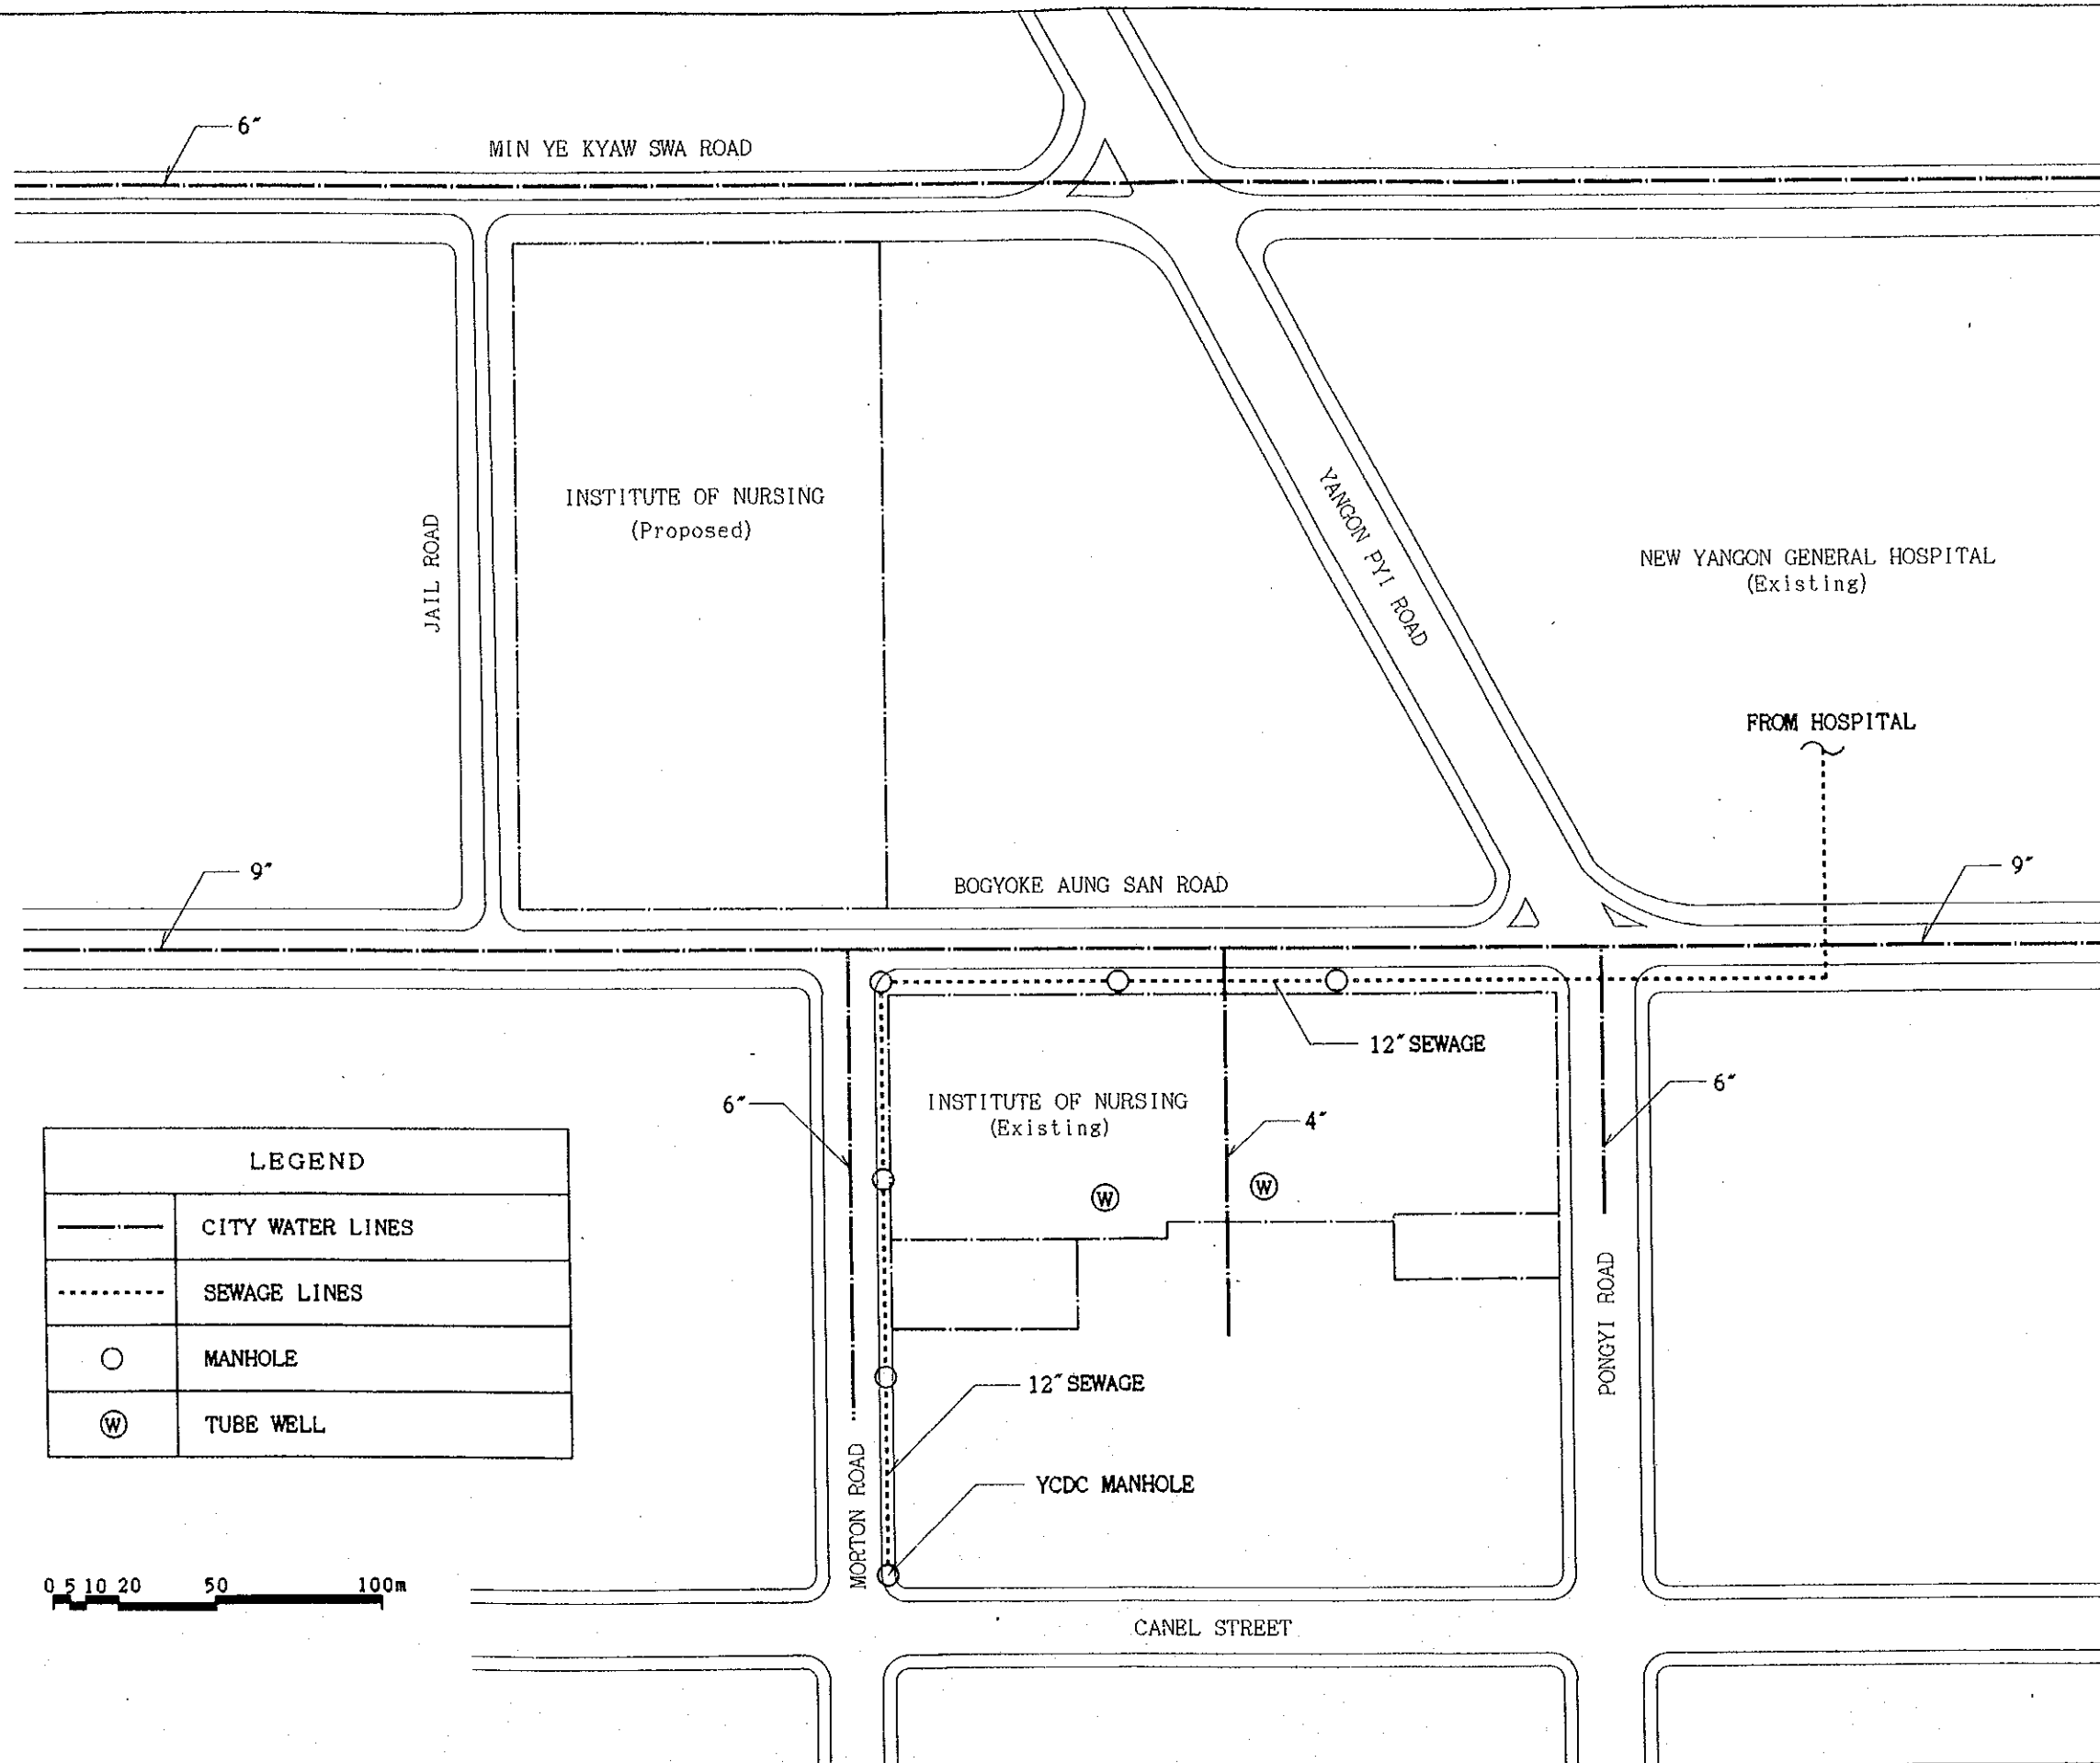 6″
MIN YE KYAW SWA ROAD
INSTITUTE OF NURSING
(Proposed)
JAIL ROAD
YANGON PYI ROAD
NEW YANGON GENERAL HOSPITAL
(Existing)
FROM HOSPITAL
9″
BOGYOKE AUNG SAN ROAD
9″
12″SEWAGE
6″
INSTITUTE OF NURSING
(Existing)
4″
6″
W
W
LEGEND
CITY WATER LINES
SEWAGE LINES
MANHOLE
W TUBE WELL
PONGYI ROAD
12″SEWAGE
MORTON ROAD
YCDC MANHOLE
0 5 10 20 50 100m
CANEL STREET